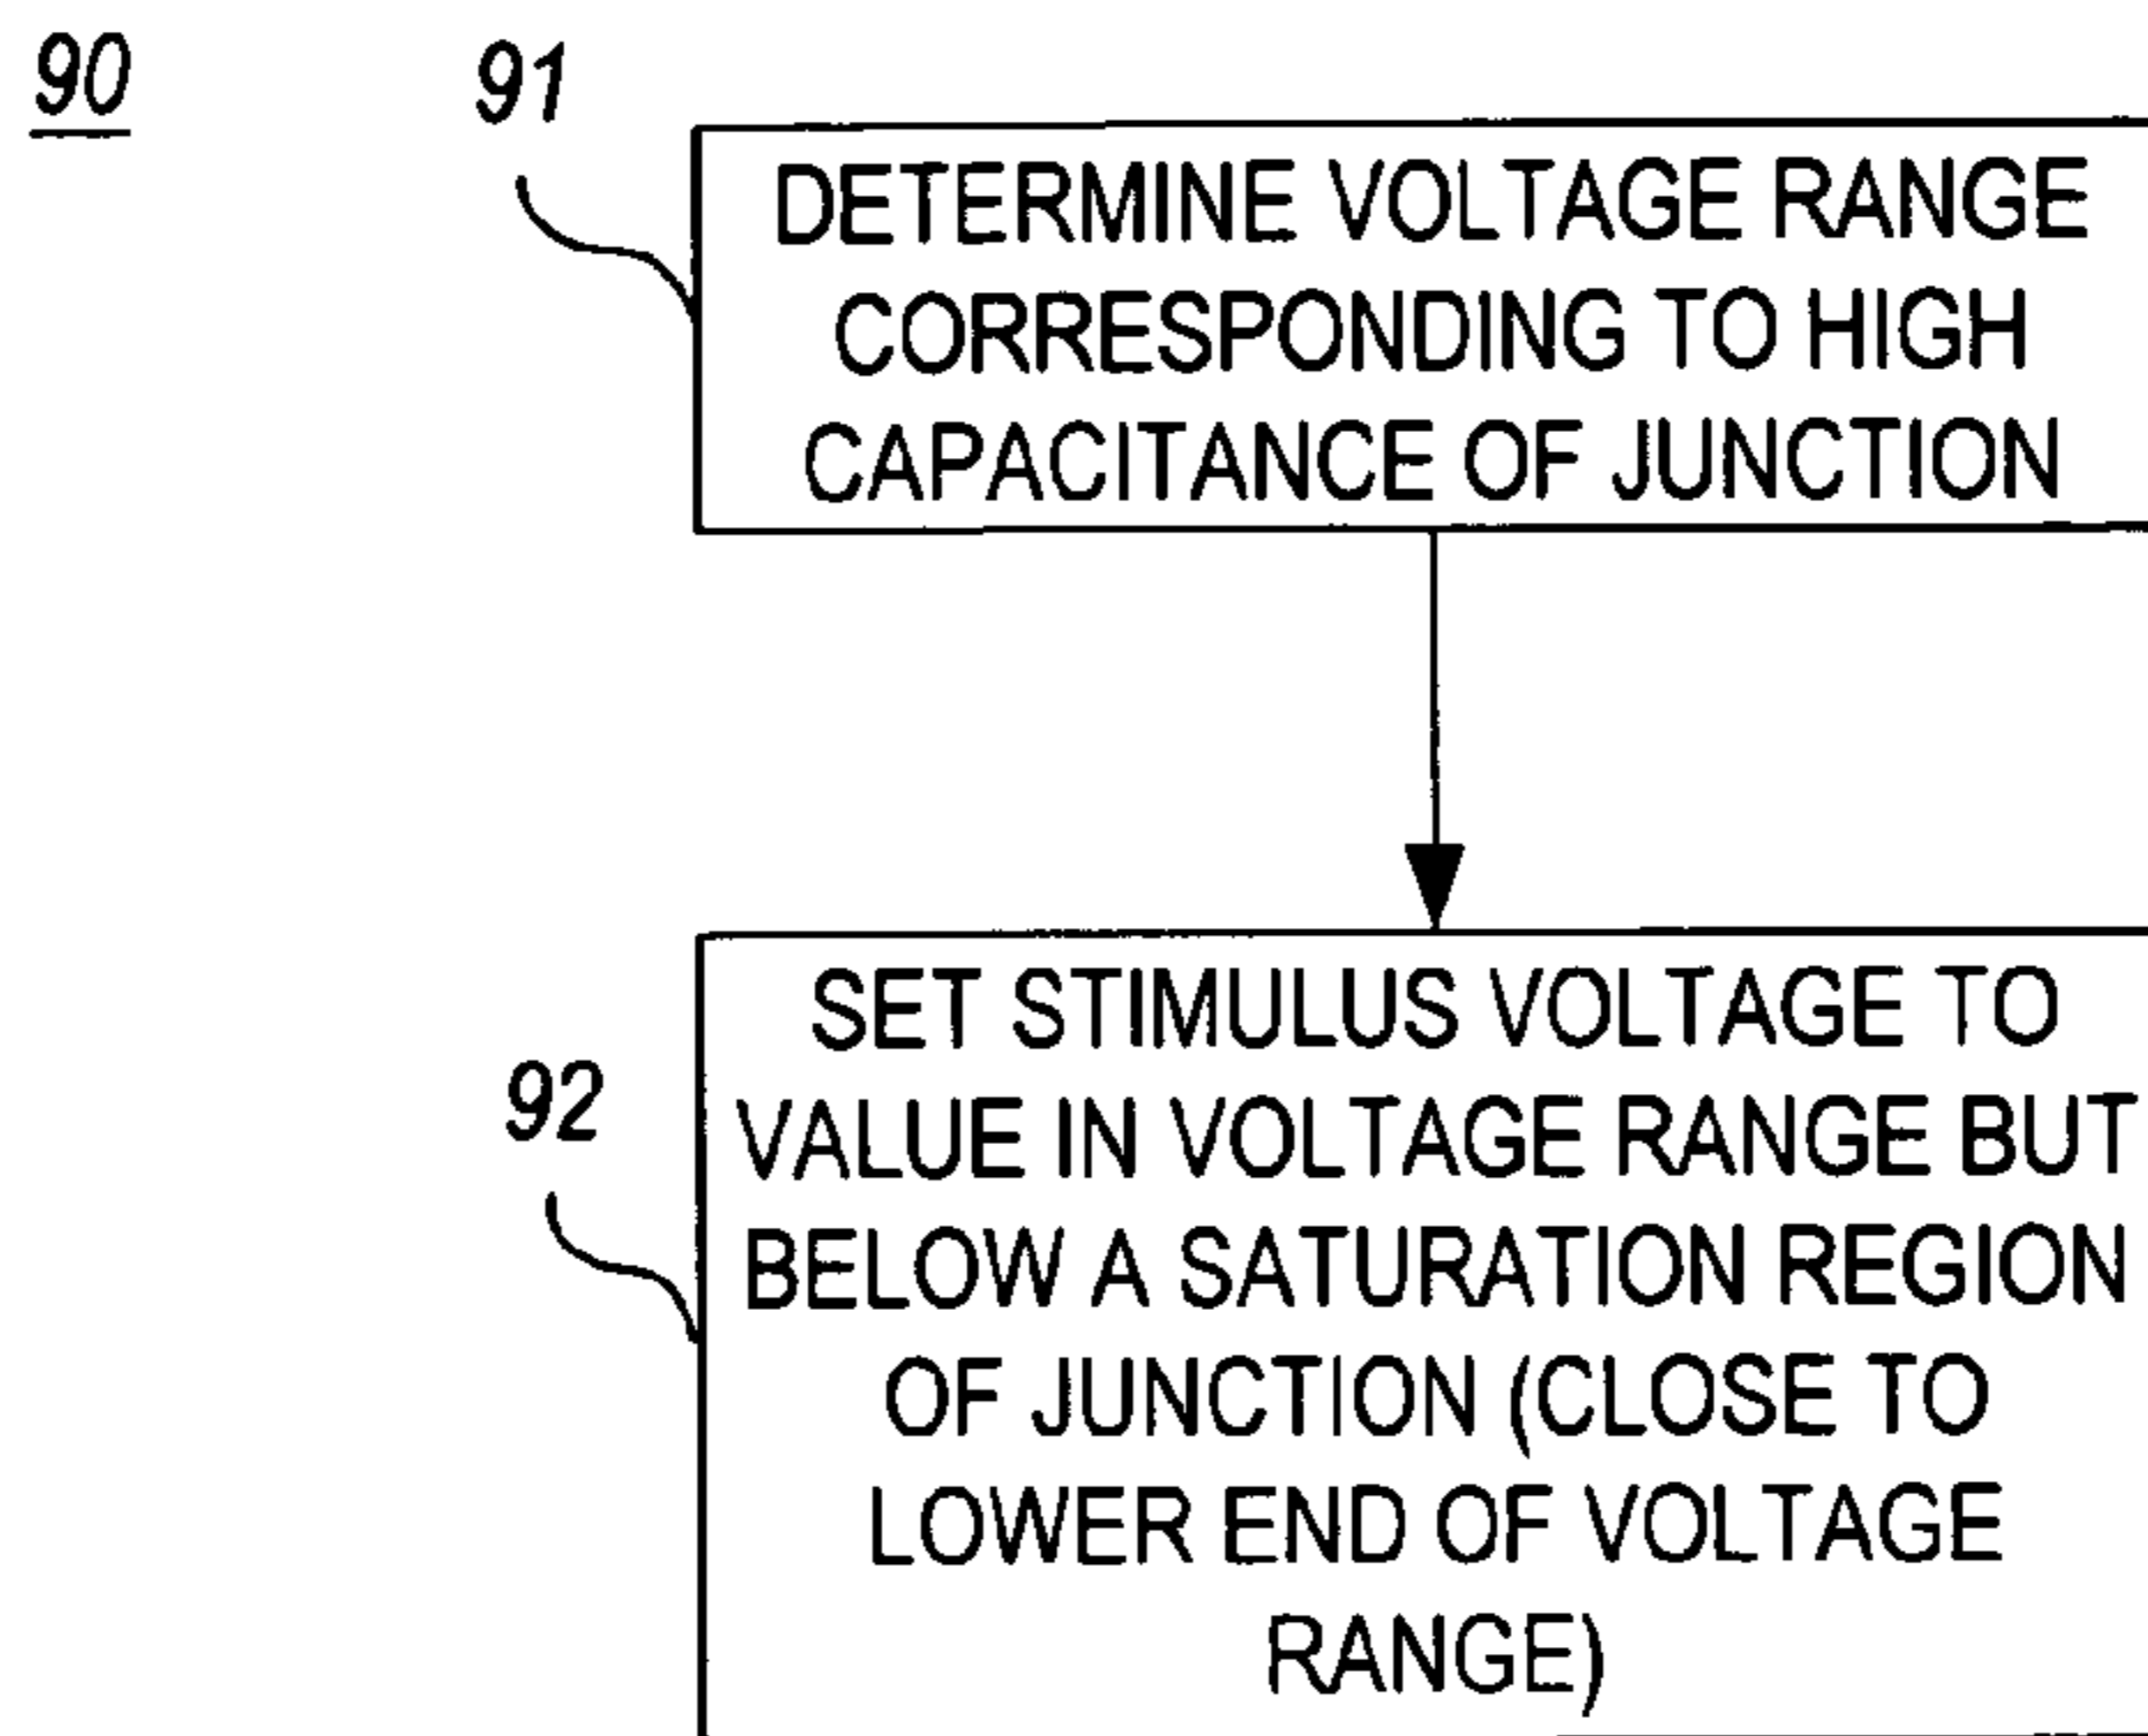 90
91
DETERMINE VOLTAGE RANGE
CORRESPONDING TO HIGH
CAPACITANCE OF JUNCTION
92
SET STIMULUS VOLTAGE TO
VALUE IN VOLTAGE RANGE BUT
BELOW A SATURATION REGION
OF JUNCTION (CLOSE TO
LOWER END OF VOLTAGE
RANGE)